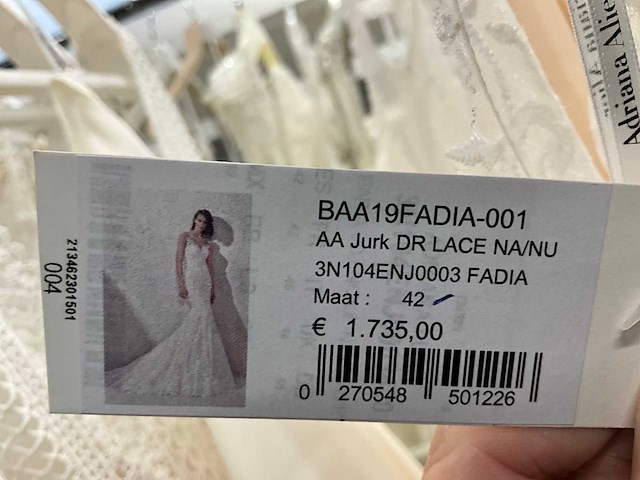 BAA19FADIA-001
AA Jurk DR LACE NA/NU
3N104ENJ0003 FADIA
Maat : 42
€ 1.735,00
0 270548 501226
213462301501
004
Adriana